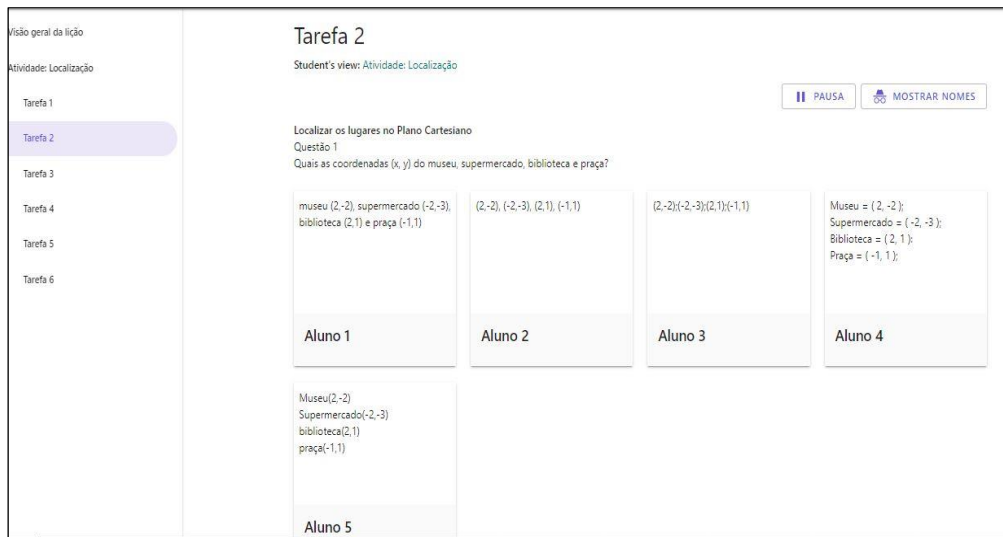 Visão geral da lição
Atividade: Localização
Tarefa 1
Tarefa 2
Tarefa 3
Tarefa 4
Tarefa 5
Tarefa 6
Tarefa 2
Student's view: Atividade: Localização
PAUSA
MOSTRAR NOMES
Localizar os lugares no Plano Cartesiano
Questão 1
Quais as coordenadas (x, y) do museu, supermercado, biblioteca e praça?
museu (2,-2), supermercado (-2,-3),
biblioteca (2,1) e praça (-1,1)
Aluno 1
(2,-2), (-2,-3), (2,1), (-1,1)
Aluno 2
(2,-2);(-2,-3);(2,1);(-1,1)
Aluno 3
Museu = ( 2, -2 );
Supermercado = ( -2, -3 );
Biblioteca = ( 2, 1 ):
Praça = ( -1, 1 );
Aluno 4
Museu(2,-2)
Supermercado(-2,-3)
biblioteca(2,1)
praça(-1,1)
Aluno 5